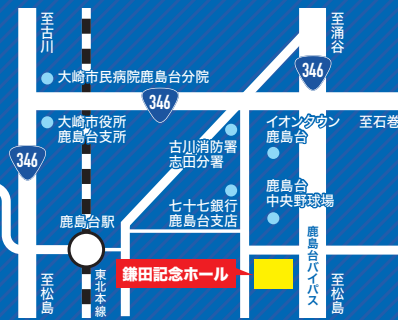 至古川
至涌谷
346
大崎市民病院鹿島台分院
346
大崎市役所
鹿島台支所
イオンタウン
鹿島台
至石巻
古川消防署
志田分署
346
七十七銀行
鹿島台支店
鹿島台
中央野球場
鹿島台駅
鹿島台バイパス
鎌田記念ホール
至松島
東北本線
至松島